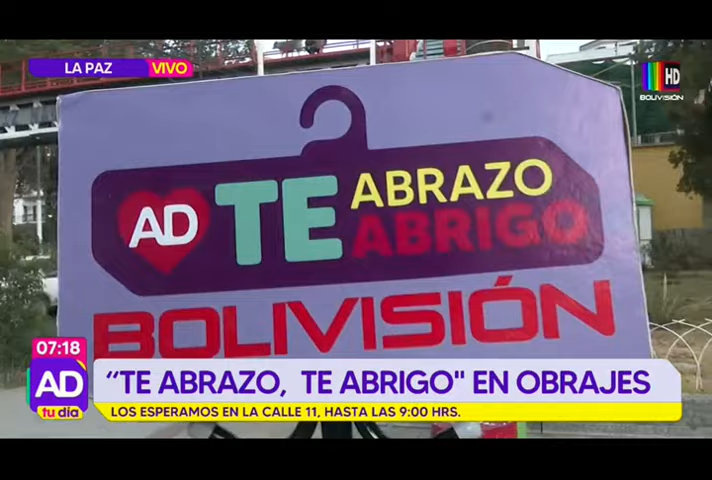 LA PAZ VIVO
HD
BOLIVISIÓN
AD TE ABRAZO
ABRIGO
BOLIVISIÓN
07:18
AD
tu día
“TE ABRAZO, TE ABRIGO" EN OBRAJES
LOS ESPERAMOS EN LA CALLE 11, HASTA LAS 9:00 HRS.